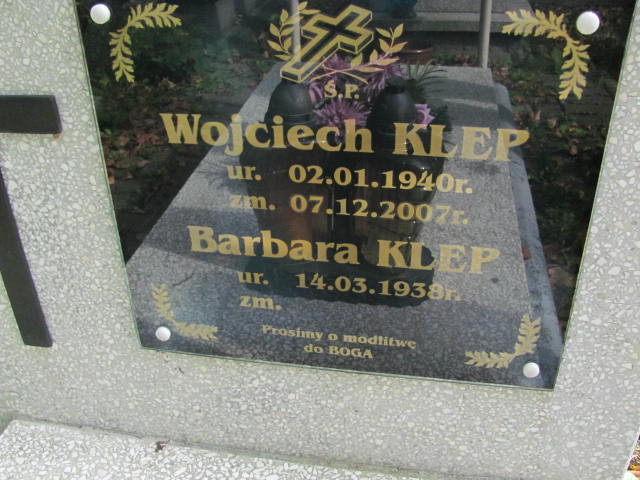 Ś.P.
Wojciech KLEP
ur. 02.01.1940r.
zm. 07.12.2007r.
Barbara KLEP
ur. 14.03.1938r.
zm.
Prosimy o modlitwę
do BOGA